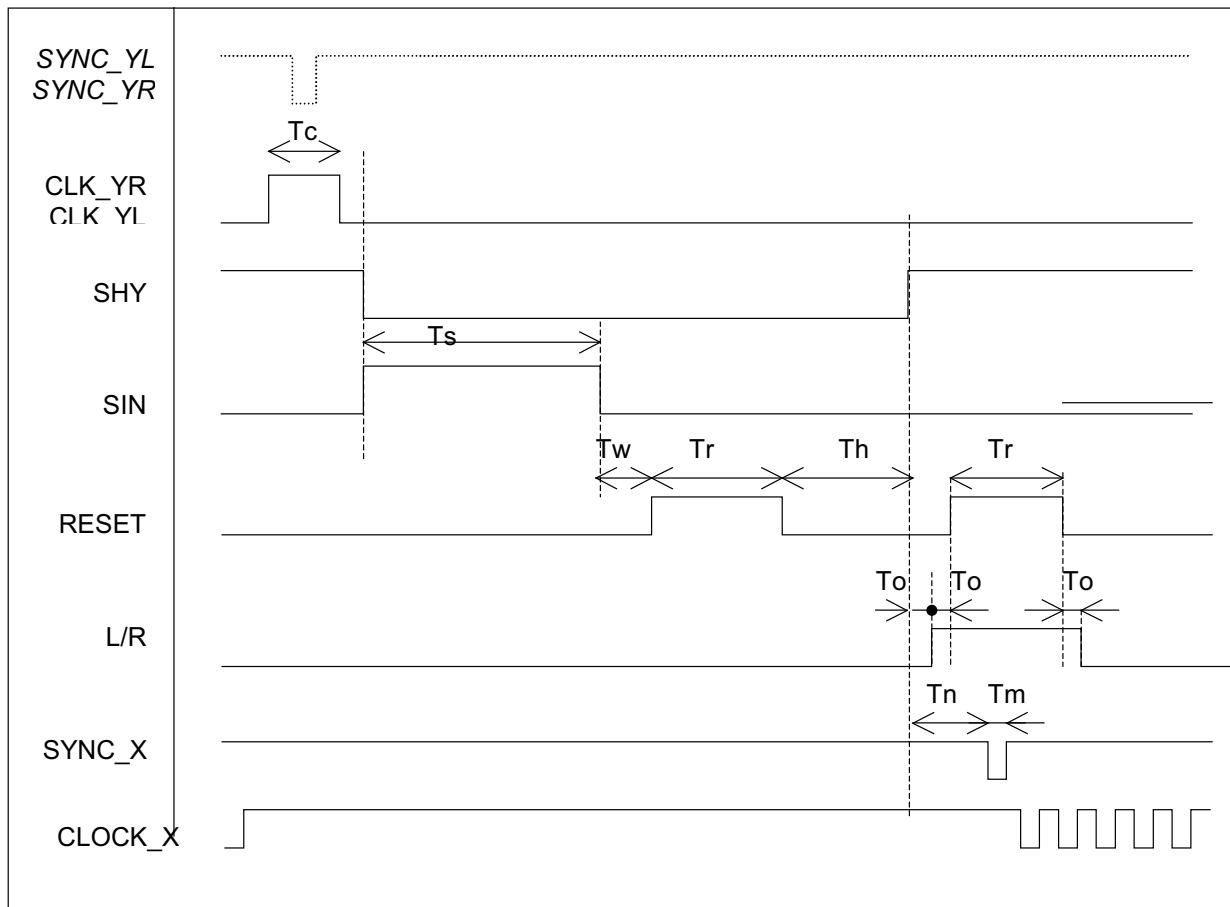 SYNC_YL
SYNC_YR
Tc
CLK_YR
CLK_YL
SHY
Ts
SIN
Tw
Tr
Th
Tr
RESET
To
To
To
L/R
Tn
Tm
SYNC_X
CLOCK_X